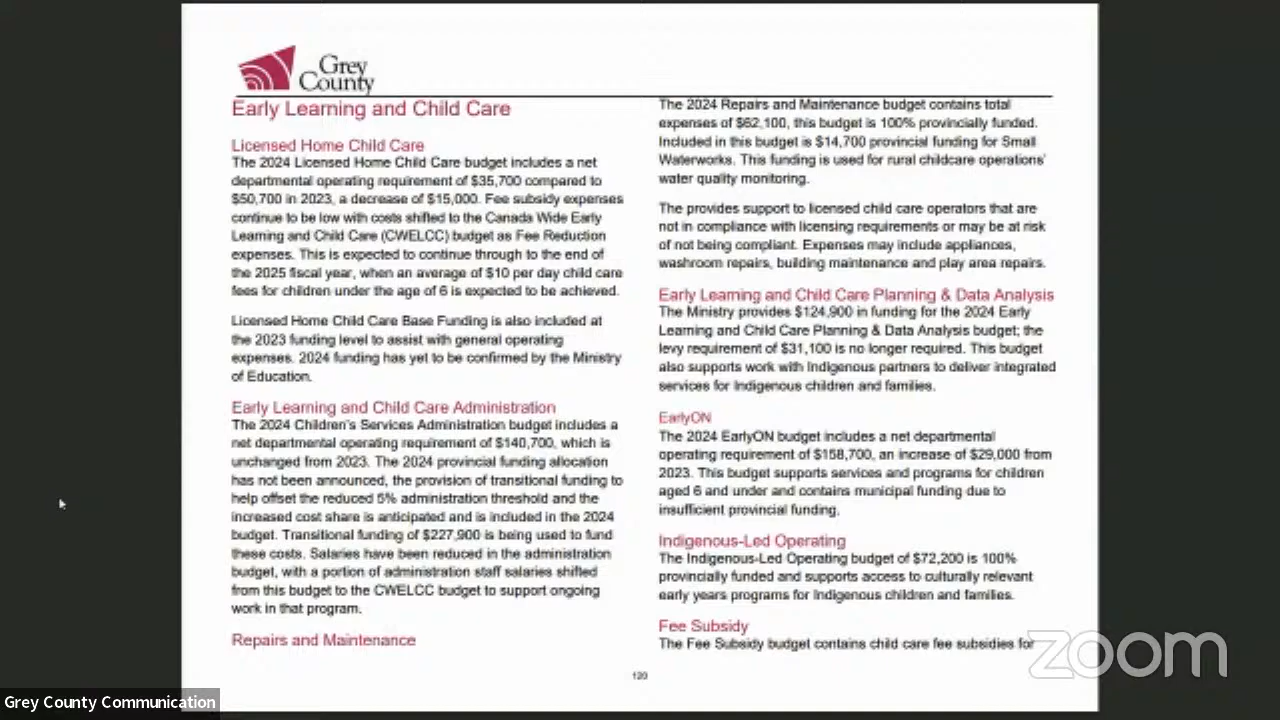 Grey
County
Early Learning and Child Care
Licensed Home Child Care
The 2024 Licensed Home Child Care budget includes a net
departmental operating requirement of $35,700 compared to
$50,700 in 2023, a decrease of $15,000. Fee subsidy expenses
continue to be low with costs shifted to the Canada Wide Early
Learning and Child Care (CWELCC) budget as Fee Reduction
expenses. This is expected to continue through to the end of
the 2025 fiscal year, when an average of $10 per day child care
fees for children under the age of 6 is expected to be achieved.
Licensed Home Child Care Base Funding is also included at
the 2023 funding level to assist with general operating
expenses. 2024 funding has yet to be confirmed by the Ministry
of Education.
Early Learning and Child Care Administration
The 2024 Children's Services Administration budget includes a
net departmental operating requirement of $140,700, which is
unchanged from 2023. The 2024 provincial funding allocation
has not been announced, the provision of transitional funding to
help offset the reduced 5% administration threshold and the
increased cost share is anticipated and is included in the 2024
budget. Transitional funding of $227,900 is being used to fund
these costs. Salaries have been reduced in the administration
budget, with a portion of administration staff salaries shifted
from this budget to the CWELCC budget to support ongoing
work in that program.
Repairs and Maintenance
The 2024 Repairs and Maintenance budget contains total
expenses of $62,100, this budget is 100% provincially funded.
Included in this budget is $14,700 provincial funding for Small
Waterworks. This funding is used for rural childcare operations'
water quality monitoring.
The provides support to licensed child care operators that are
not in compliance with licensing requirements or may be at risk
of not being compliant. Expenses may include appliances,
washroom repairs, building maintenance and play area repairs.
Early Learning and Child Care Planning & Data Analysis
The Ministry provides $124,900 in funding for the 2024 Early
Learning and Child Care Planning & Data Analysis budget; the
levy requirement of $31,100 is no longer required. This budget
also supports work with Indigenous partners to deliver integrated
services for Indigenous children and families.
EarlyON
The 2024 EarlyON budget includes a net departmental
operating requirement of $158,700, an increase of $29,000 from
2023. This budget supports services and programs for children
aged 6 and under and contains municipal funding due to
insufficient provincial funding.
Indigenous-Led Operating
The Indigenous-Led Operating budget of $72,200 is 100%
provincially funded and supports access to culturally relevant
early years programs for Indigenous children and families.
Fee Subsidy
The Fee Subsidy budget contains child care fee subsidies for
120
zoom
Grey County Communication